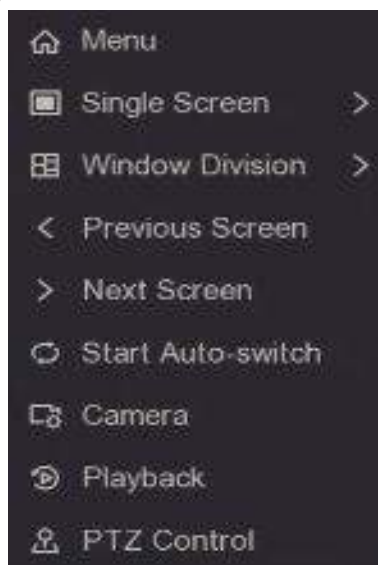 Menu
Single Screen
Window Division
Previous Screen
Next Screen
Start Auto-switch
Camera
Playback
PTZ Control